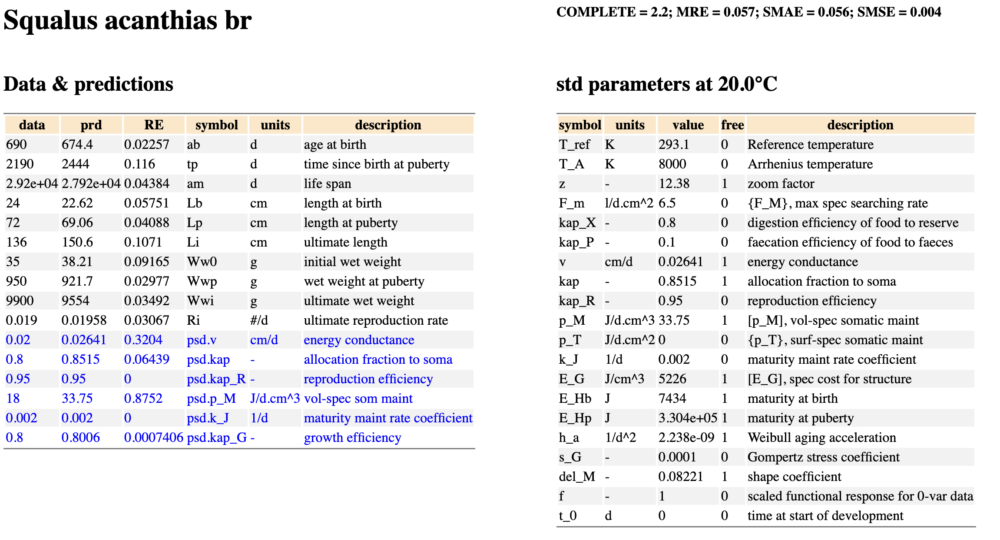 Squalus acanthias br
COMPLETE = 2.2; MRE = 0.057; SMAE = 0.056; SMSE = 0.004
Data & predictions
data prd RE symbol units description
690 674.4 0.02257 ab d age at birth
2190 2444 0.116 tp d time since birth at puberty
2.92e+04 2.792e+04 0.04384 am d life span
24 22.62 0.05751 Lb cm length at birth
72 69.06 0.04088 Lp cm length at puberty
136 150.6 0.1071 Li cm ultimate length
35 38.21 0.09165 Ww0 g initial wet weight
950 921.7 0.02977 Wwp g wet weight at puberty
9900 9554 0.03492 Wwi g ultimate wet weight
0.019 0.01958 0.03067 Ri #/d ultimate reproduction rate
0.02 0.02641 0.3204 psd.v cm/d energy conductance
0.8 0.8515 0.06439 psd.kap - allocation fraction to soma
0.95 0.95 0 psd.kap_R - reproduction efficiency
18 33.75 0.8752 psd.p_M J/d.cm^3 vol-spec som maint
0.002 0.002 0 psd.k_J 1/d maturity maint rate coefficient
0.8 0.8006 0.0007406 psd.kap_G - growth efficiency
std parameters at 20.0°C
symbol units value free description
T_ref K 293.1 0 Reference temperature
T_A K 8000 0 Arrhenius temperature
z - 12.38 1 zoom factor
F_m l/d.cm^2 6.5 0 {F_M}, max spec searching rate
kap_X - 0.8 0 digestion efficiency of food to reserve
kap_P - 0.1 0 faecation efficiency of food to faeces
v cm/d 0.02641 1 energy conductance
kap - 0.8515 1 allocation fraction to soma
kap_R - 0.95 0 reproduction efficiency
p_M J/d.cm^3 33.75 1 [p_M], vol-spec somatic maint
p_T J/d.cm^2 0 0 {p_T}, surf-spec somatic maint
k_J 1/d 0.002 0 maturity maint rate coefficient
E_G J/cm^3 5226 1 [E_G], spec cost for structure
E_Hb J 7434 1 maturity at birth
E_Hp J 3.304e+05 1 maturity at puberty
h_a 1/d^2 2.238e-09 1 Weibull aging acceleration
s_G - 0.0001 0 Gompertz stress coefficient
del_M - 0.08221 1 shape coefficient
f - 1 0 scaled functional response for 0-var data
t_0 d 0 0 time at start of development